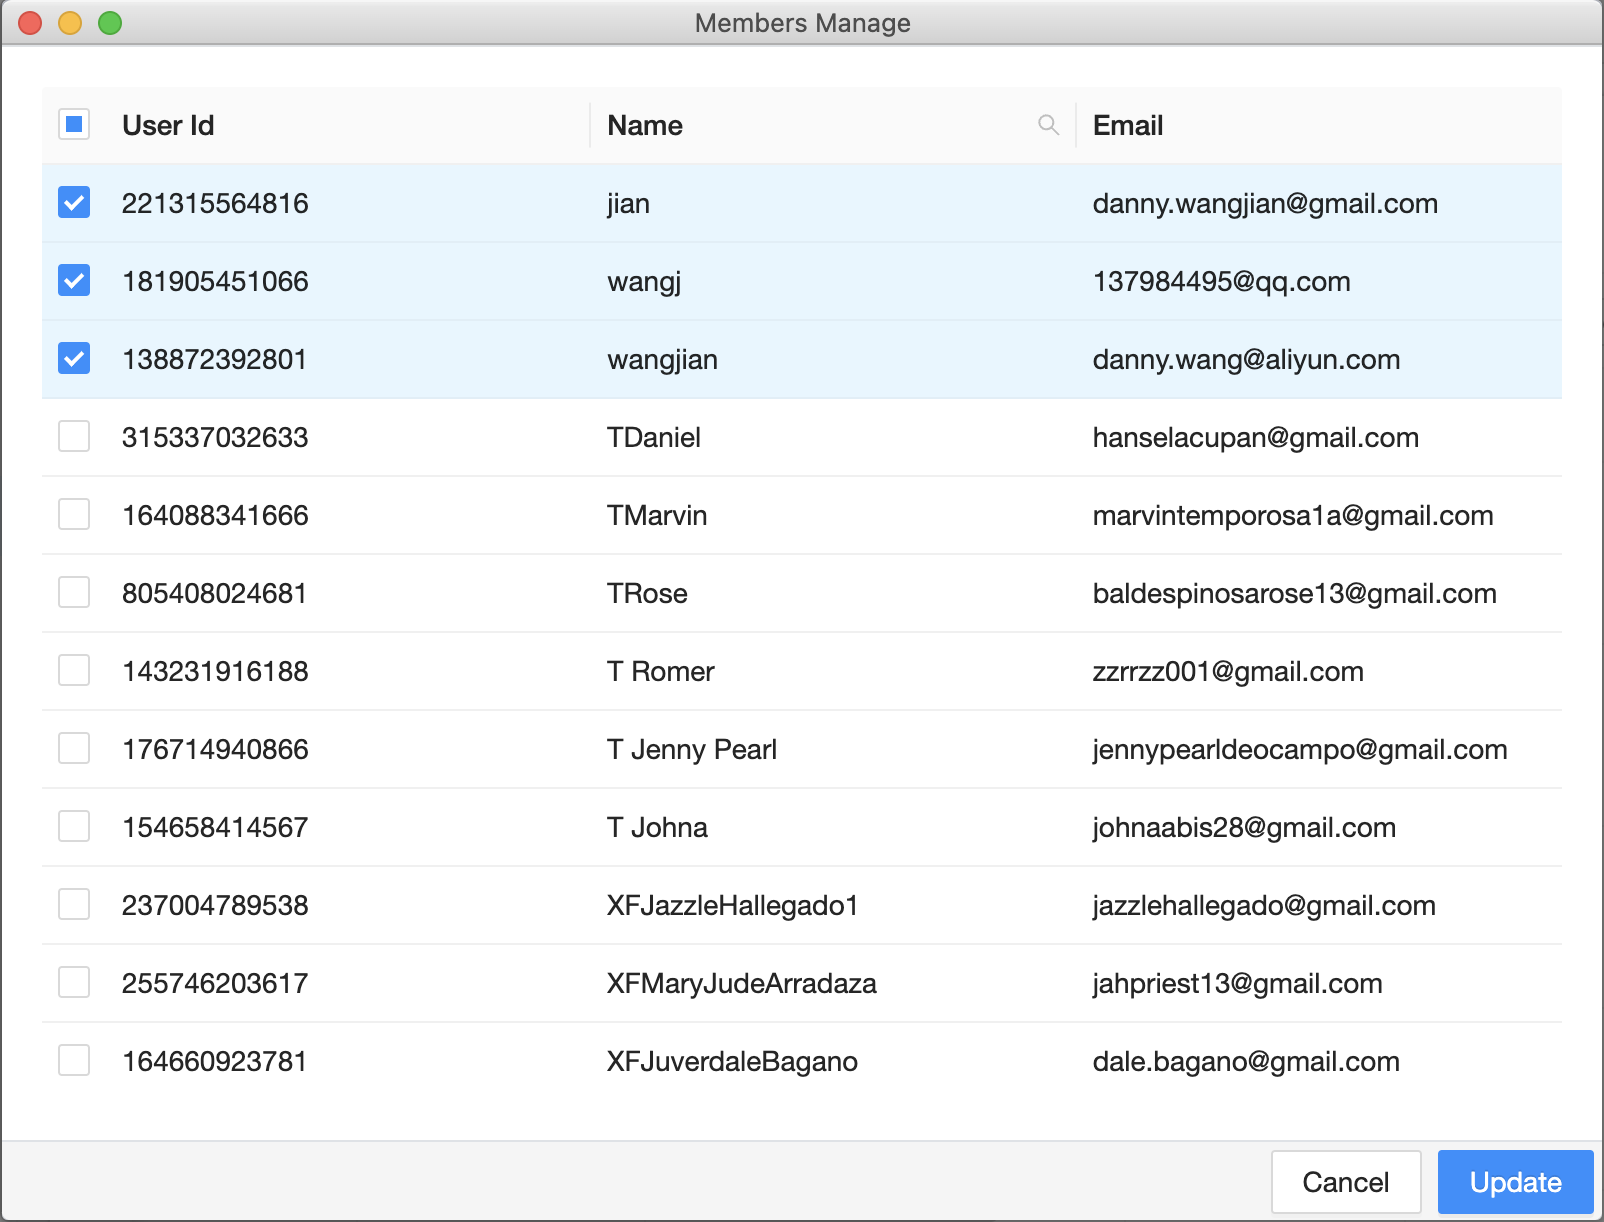 Members Manage
User Id Name Email
221315564816 jian danny.wangjian@gmail.com
181905451066 wangj 137984495@qq.com
138872392801 wangjian danny.wang@aliyun.com
315337032633 TDaniel hanselacupan@gmail.com
164088341666 TMarvin marvintemporosa1a@gmail.com
805408024681 TRose baldespinosarose13@gmail.com
143231916188 T Romer zzrrzz001@gmail.com
176714940866 T Jenny Pearl jennypearldeocampo@gmail.com
154658414567 T Johna johnaabis28@gmail.com
237004789538 XFJazzleHallegado1 jazzlehallegado@gmail.com
255746203617 XFMaryJudeArradaza jahpriest13@gmail.com
164660923781 XFJuverdaleBagano dale.bagano@gmail.com
Cancel Update